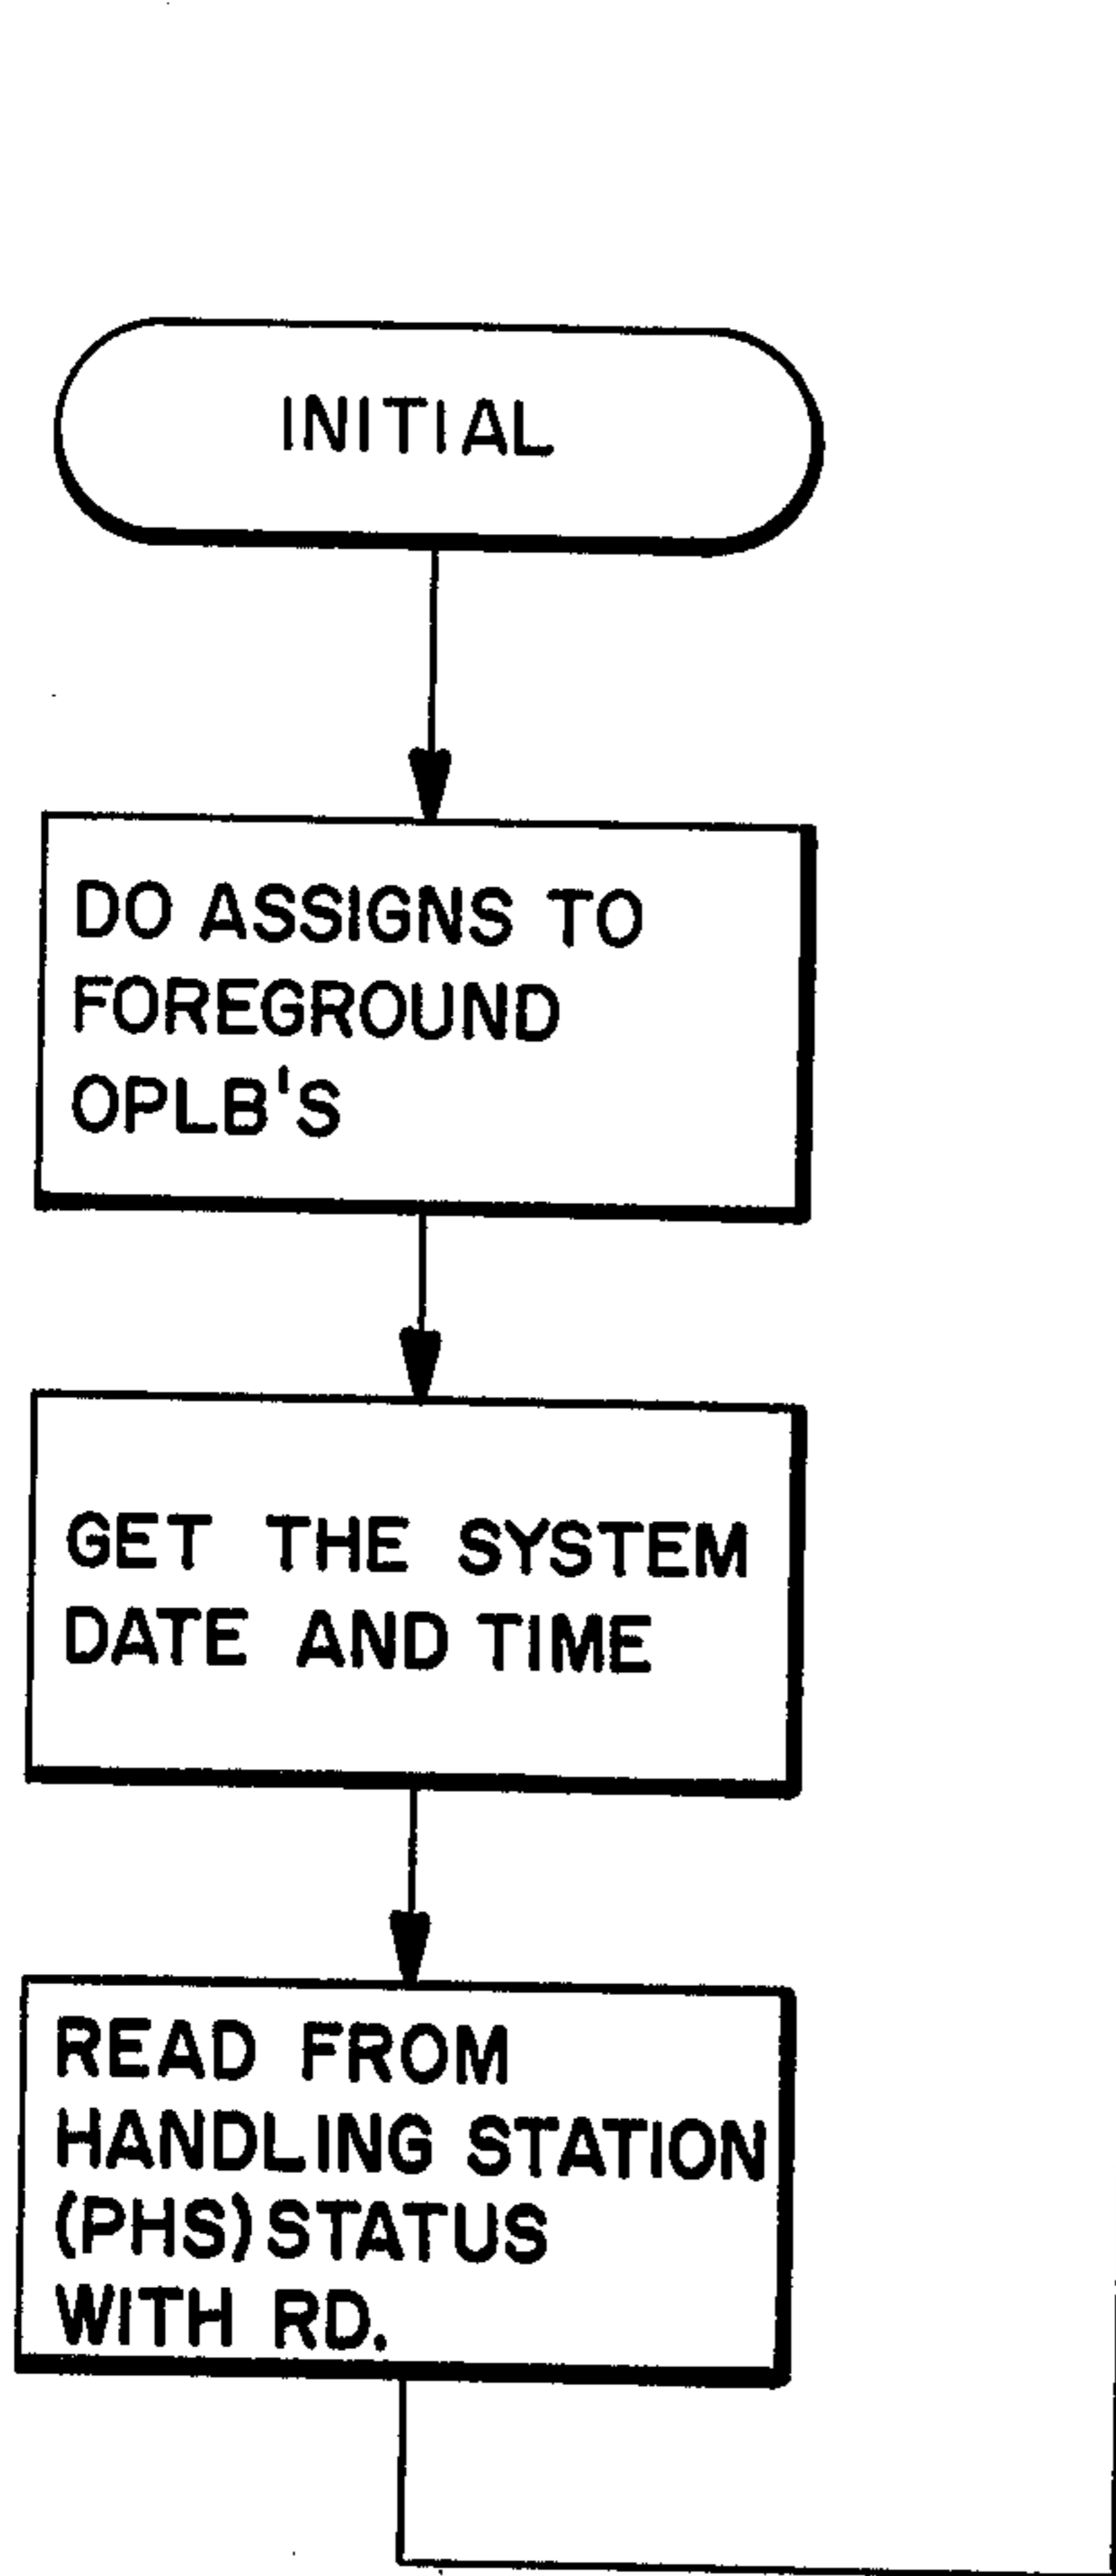 INITIAL
DO ASSIGNS TO
FOREGROUND
OPLB'S
GET THE SYSTEM
DATE AND TIME
READ FROM
HANDLING STATION
(PHS) STATUS
WITH RD.